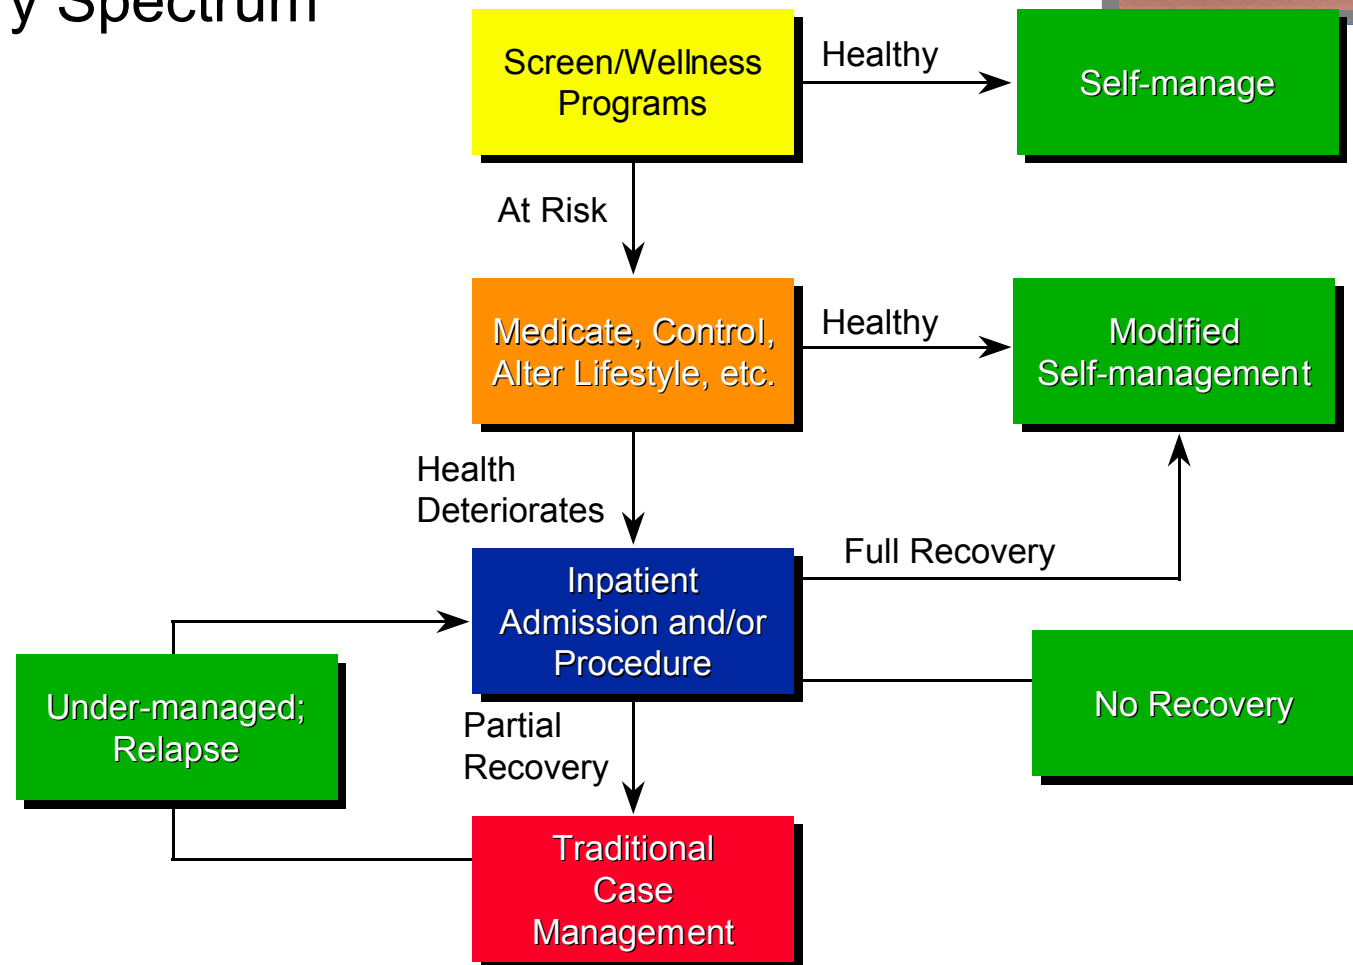 y Spectrum
Screen/Wellness
Programs
Healthy
Self-manage
At Risk
Medicate, Control,
Alter Lifestyle, etc.
Healthy
Modified
Self-management
Health
Deteriorates
Full Recovery
Inpatient
Admission and/or
Procedure
Under-managed;
Relapse
No Recovery
Partial
Recovery
Traditional
Case
Management